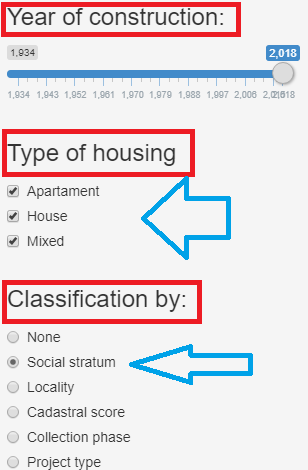 Year of construction:
1,934 2,018
1,934 1,943 1,952 1,961 1,970 1,979 1,988 1,997 2,006 2,018
Type of housing
Apartament
House
Mixed
Classification by:
None
Social stratum
Locality
Cadastral score
Collection phase
Project type